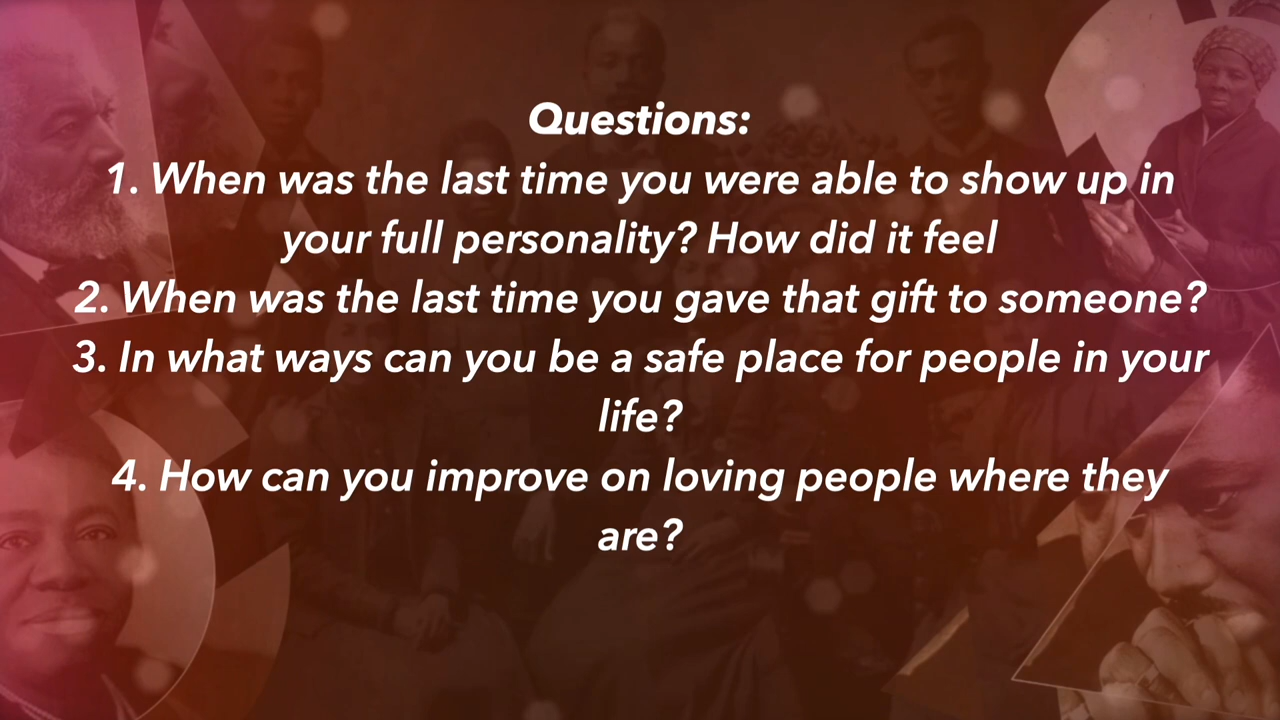 Questions:
1. When was the last time you were able to show up in
your full personality? How did it feel
2. When was the last time you gave that gift to someone?
3. In what ways can you be a safe place for people in your
life?
4. How can you improve on loving people where they
are?